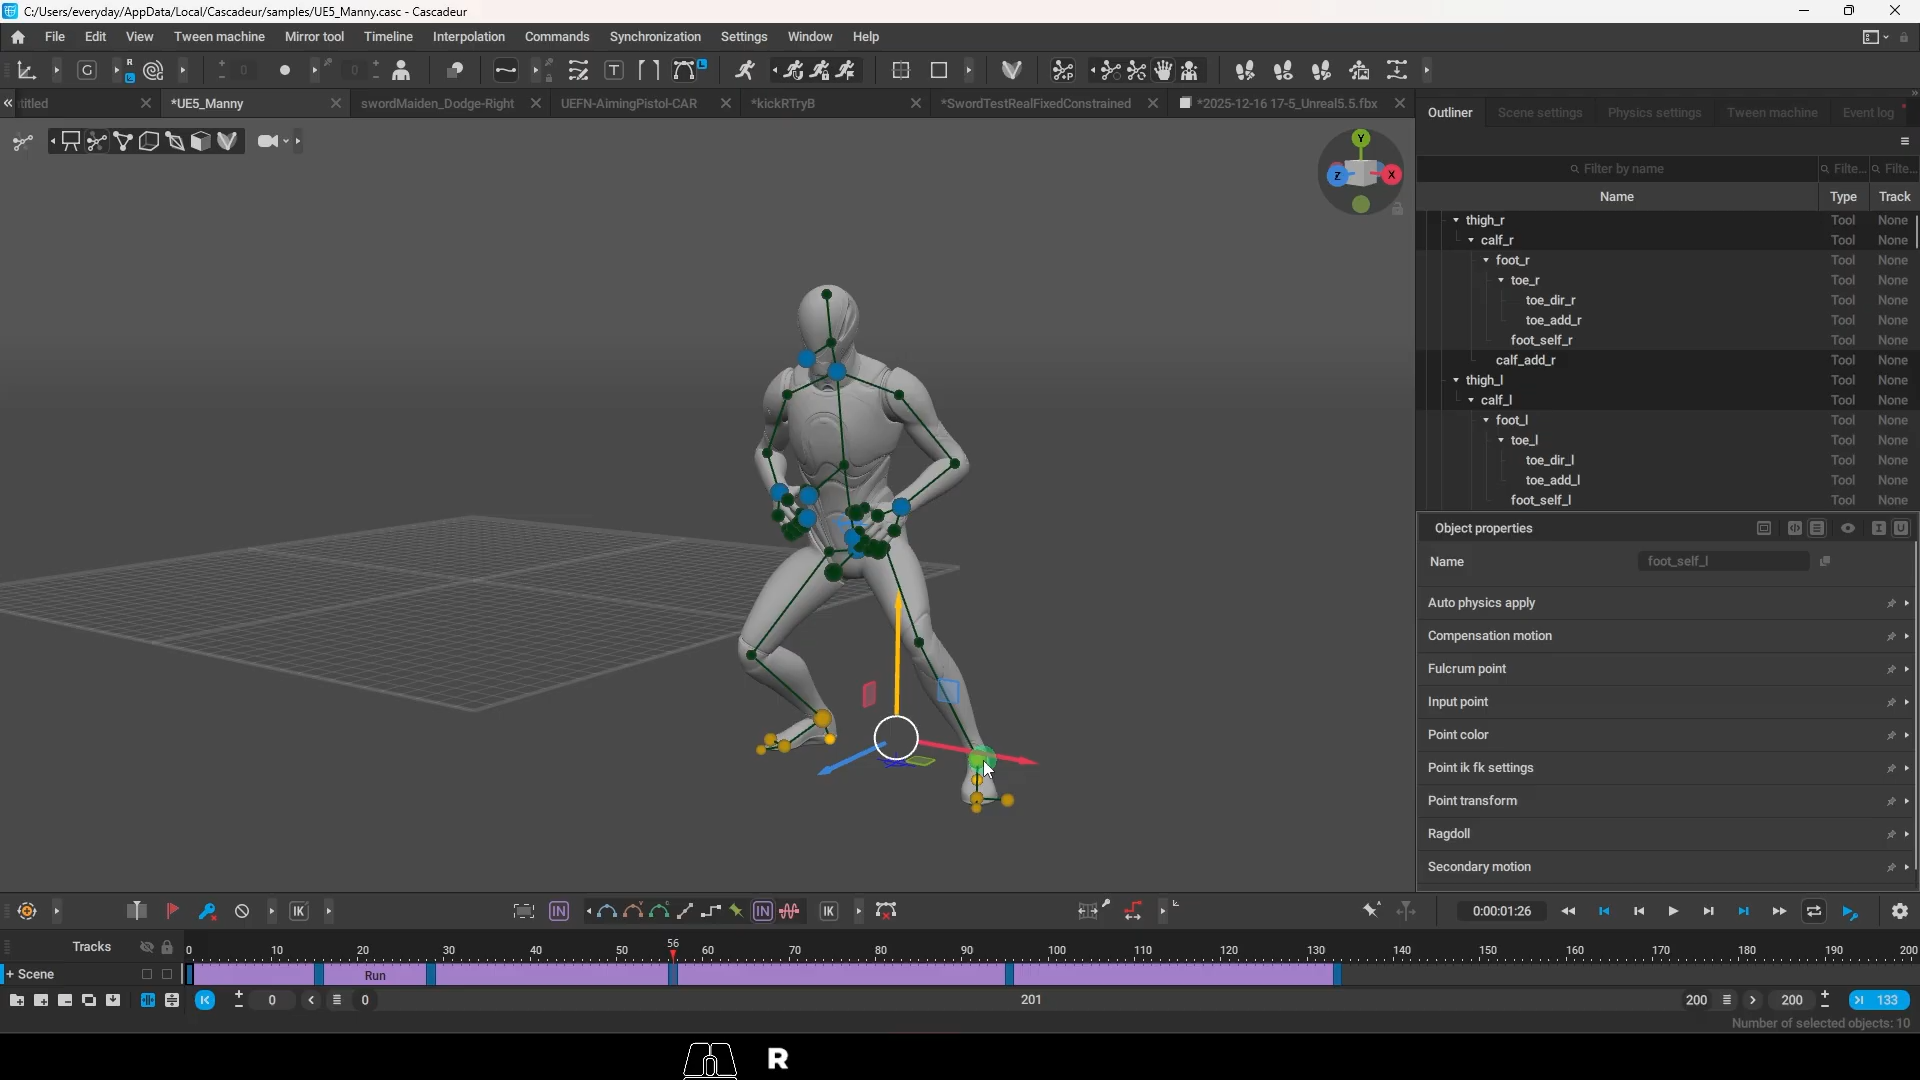 C:/Users/everyday/AppData/Local/Cascadeur/samples/UE5_Manny.casc - Cascadeur
File Edit View Tween machine Mirror tool Timeline Interpolation Commands Synchronization Settings Window Help
G R L 0 0 T L
titled *UE5_Manny swordMaiden_Dodge-Right UEFN-AimingPistol-CAR *kickRTryB *SwordTestRealFixedConstrained *2025-12-16 17-5_Unreal5.5.fbx
Outliner Scene settings Physics settings Tween machine Event log
Y
Z X
Filter by name Filte... Filte...
Name Type Track
thigh_r Tool None
calf_r Tool None
foot_r Tool None
toe_r Tool None
toe_dir_r Tool None
toe_add_r Tool None
foot_self_r Tool None
calf_add_r Tool None
thigh_l Tool None
calf_l Tool None
foot_l Tool None
toe_l Tool None
toe_dir_l Tool None
toe_add_l Tool None
foot_self_l Tool None
Object properties
Name foot_self_l
Auto physics apply
Compensation motion
Fulcrum point
Input point
Point color
Point ik fk settings
Point transform
Ragdoll
Secondary motion
IK IN IN IK 0:00:01:26
Tracks 0 10 20 30 40 50 56 60 70 80 90 100 110 120 130 140 150 160 170 180 190 200
+ Scene Run
0 0 201 200 200 133
Number of selected objects: 10
R